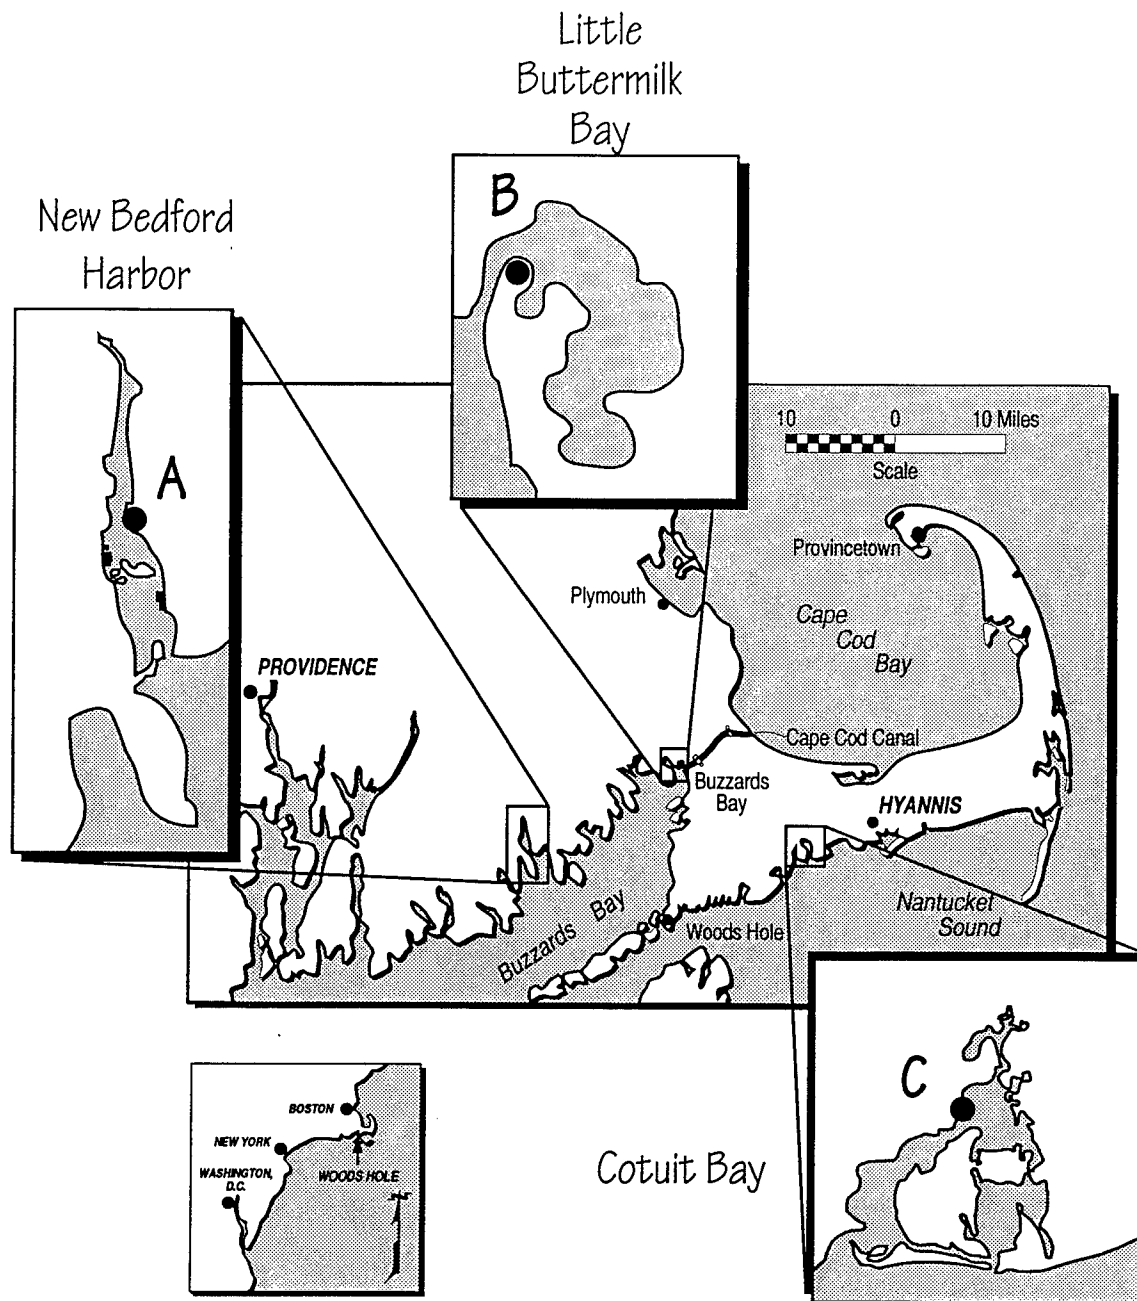 Little
Buttermilk
Bay
New Bedford
Harbor
B
A
10 0 10 Miles
Scale
Provincetown
Plymouth
Cape
Cod
Bay
PROVIDENCE
Cape Cod Canal
Buzzards
Bay
HYANNIS
Nantucket
Sound
Buzzards Bay
Woods Hole
C
BOSTON
NEW YORK
WOODS HOLE
WASHINGTON,
D.C.
Cotuit Bay